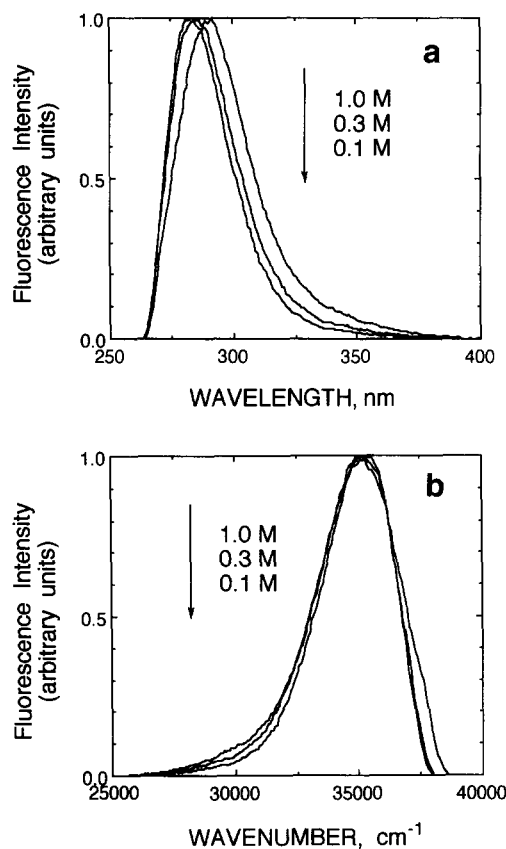 a
1.0
0.5
0.0
Fluorescence Intensity
(arbitrary units)
1.0 M
0.3 M
0.1 M
250
300
350
400
WAVELENGTH, nm
b
1.0
0.5
0.0
Fluorescence Intensity
(arbitrary units)
1.0 M
0.3 M
0.1 M
25000
30000
35000
40000
WAVENUMBER, cm⁻¹